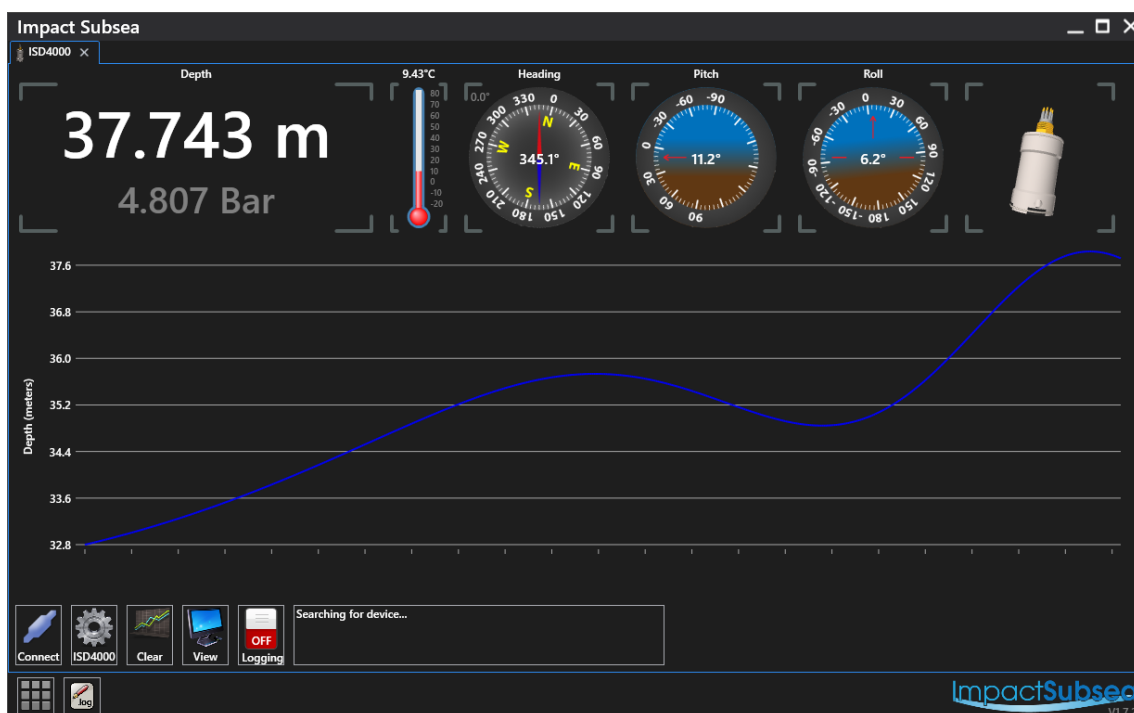 Impact Subsea
ISD4000 ×
Depth
9.43°C
Heading
Pitch
Roll
37.743 m
4.807 Bar
80
70
60
50
40
30
20
10
0
-10
-20
0.0°
330 0 30 60 90 120 150 180 210 240 270 300
N
E
S
W
345.1°
-90
-60
-30
0
30
60
90
11.2°
-30 0 30 60 90 120 150 180 -150 -120 -90 -60
6.2°
Depth (meters)
37.6
36.8
36.0
35.2
34.4
33.6
32.8
Connect
ISD4000
Clear
View
OFF
Logging
Searching for device...
.log
ImpactSubsea